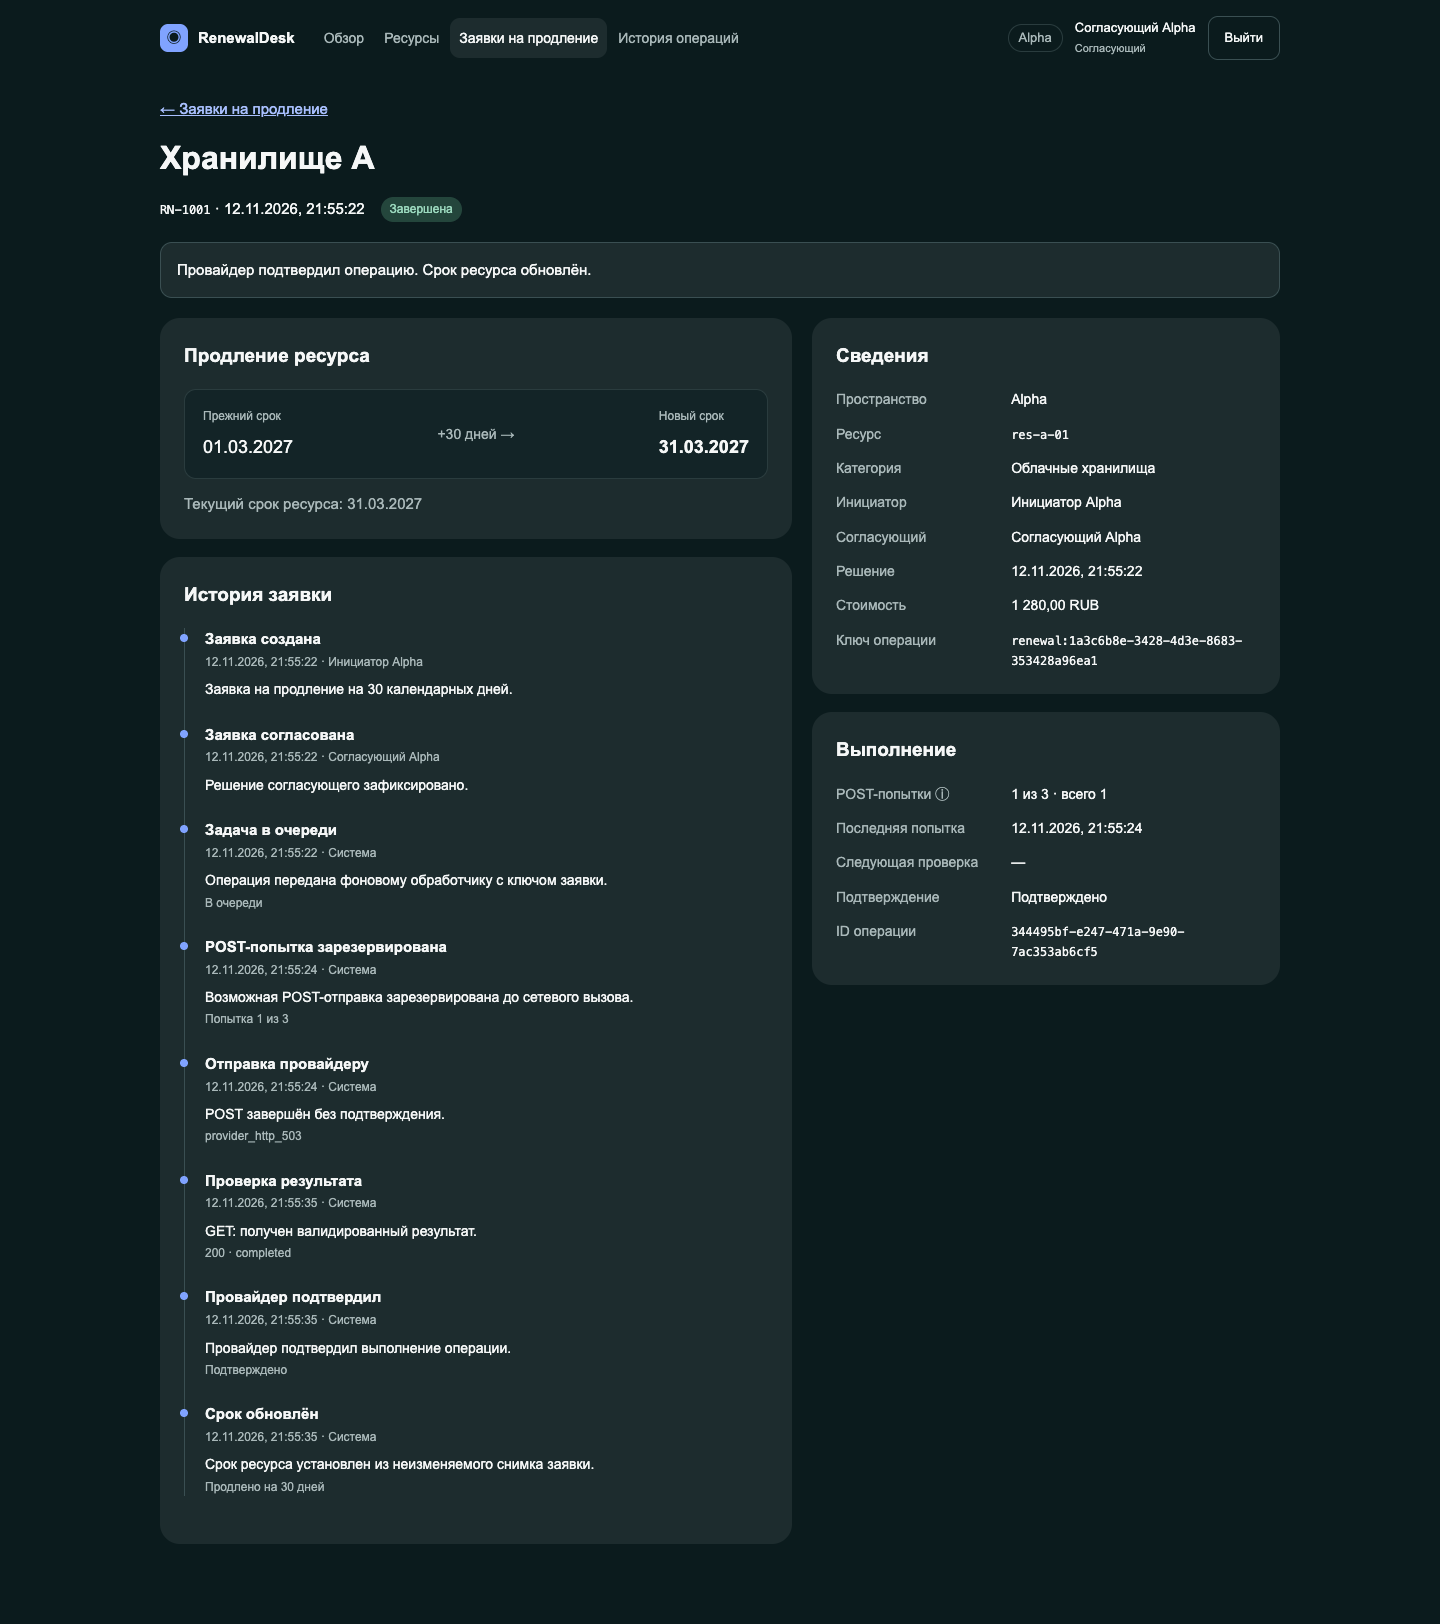 RenewalDesk
Обзор
Ресурсы
Заявки на продление
История операций
Alpha
Согласующий Alpha
Согласующий
Выйти
← Заявки на продление
Хранилище A
RN-1001 · 12.11.2026, 21:55:22
Завершена
Провайдер подтвердил операцию. Срок ресурса обновлён.
Продление ресурса
Прежний срок
01.03.2027
+30 дней →
Новый срок
31.03.2027
Текущий срок ресурса: 31.03.2027
История заявки
Заявка создана
12.11.2026, 21:55:22 · Инициатор Alpha
Заявка на продление на 30 календарных дней.
Заявка согласована
12.11.2026, 21:55:22 · Согласующий Alpha
Решение согласующего зафиксировано.
Задача в очереди
12.11.2026, 21:55:22 · Система
Операция передана фоновому обработчику с ключом заявки.
В очереди
POST-попытка зарезервирована
12.11.2026, 21:55:24 · Система
Возможная POST-отправка зарезервирована до сетевого вызова.
Попытка 1 из 3
Отправка провайдеру
12.11.2026, 21:55:24 · Система
POST завершён без подтверждения.
provider_http_503
Проверка результата
12.11.2026, 21:55:35 · Система
GET: получен валидированный результат.
200 · completed
Провайдер подтвердил
12.11.2026, 21:55:35 · Система
Провайдер подтвердил выполнение операции.
Подтверждено
Срок обновлён
12.11.2026, 21:55:35 · Система
Срок ресурса установлен из неизменяемого снимка заявки.
Продлено на 30 дней
Сведения
Пространство Alpha
Ресурс res-a-01
Категория Облачные хранилища
Инициатор Инициатор Alpha
Согласующий Согласующий Alpha
Решение 12.11.2026, 21:55:22
Стоимость 1 280,00 RUB
Ключ операции renewal:1a3c6b8e-3428-4d3e-8683-
353428a96ea1
Выполнение
POST-попытки ⓘ 1 из 3 · всего 1
Последняя попытка 12.11.2026, 21:55:24
Следующая проверка —
Подтверждение Подтверждено
ID операции 344495bf-e247-471a-9e90-
7ac353ab6cf5